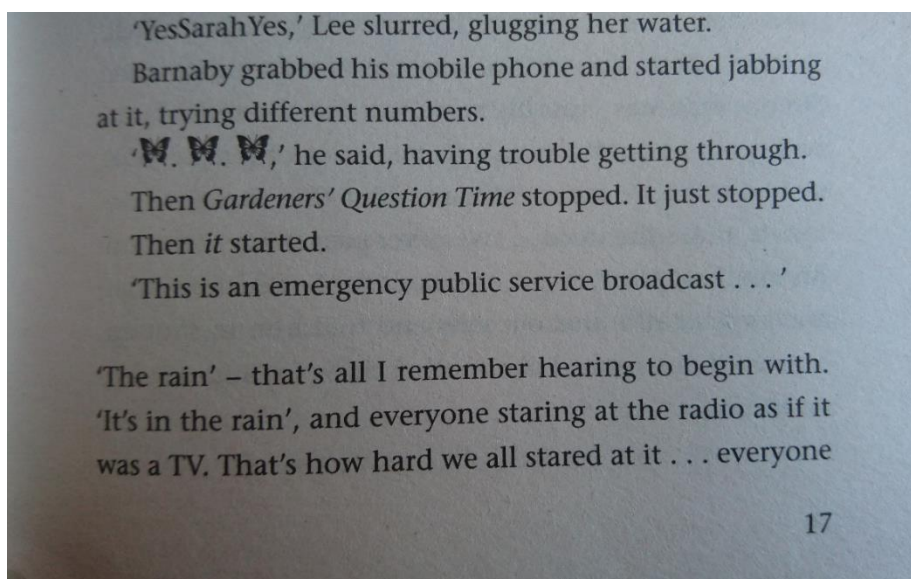 'YesSarahYes,' Lee slurred, glugging her water.
Barnaby grabbed his mobile phone and started jabbing
at it, trying different numbers.
'🦋. 🦋. 🦋,' he said, having trouble getting through.
Then Gardeners' Question Time stopped. It just stopped.
Then it started.
'This is an emergency public service broadcast . . .'
'The rain' – that's all I remember hearing to begin with.
'It's in the rain', and everyone staring at the radio as if it
was a TV. That's how hard we all stared at it . . . everyone
17